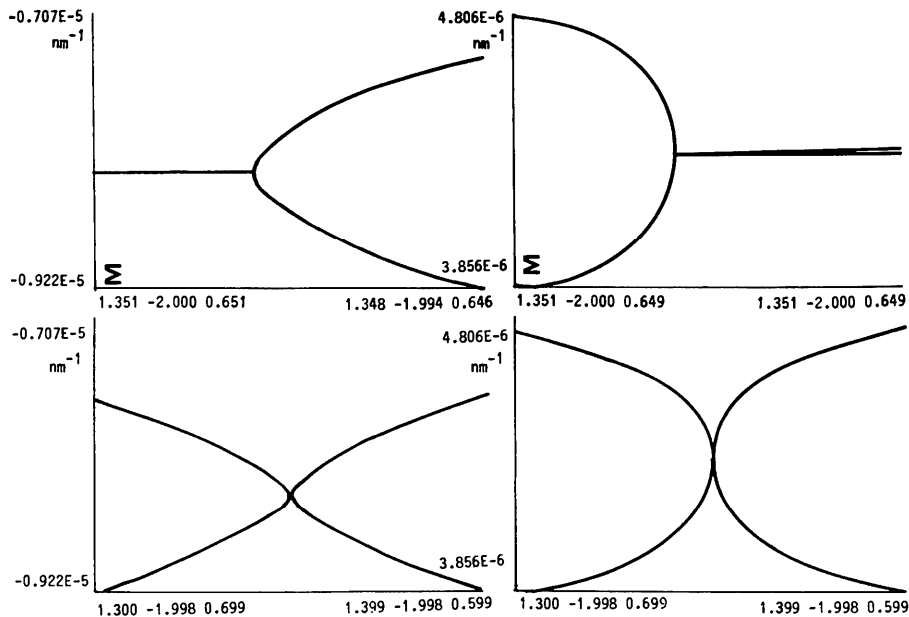 -0.707E-5
nm-1
Σ
-0.922E-5
1.351 -2.000 0.651
1.348 -1.994 0.646
4.806E-6
nm-1
3.856E-6
Σ
1.351 -2.000 0.649
1.351 -2.000 0.649
-0.707E-5
nm-1
-0.922E-5
1.300 -1.998 0.699
1.399 -1.998 0.599
4.806E-6
nm-1
3.856E-6
1.300 -1.998 0.699
1.399 -1.998 0.599